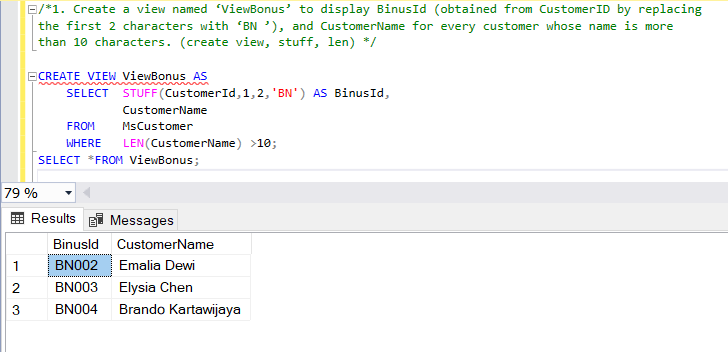 /*1. Create a view named ‘ViewBonus’ to display BinusId (obtained from CustomerID by replacing
the first 2 characters with ‘BN ’), and CustomerName for every customer whose name is more
than 10 characters. (create view, stuff, len) */
CREATE VIEW ViewBonus AS
SELECT STUFF(CustomerId,1,2,'BN') AS BinusId,
CustomerName
FROM MsCustomer
WHERE LEN(CustomerName) >10;
SELECT *FROM ViewBonus;
79 %
Results Messages
BinusId CustomerName
1 BN002 Emalia Dewi
2 BN003 Elysia Chen
3 BN004 Brando Kartawijaya